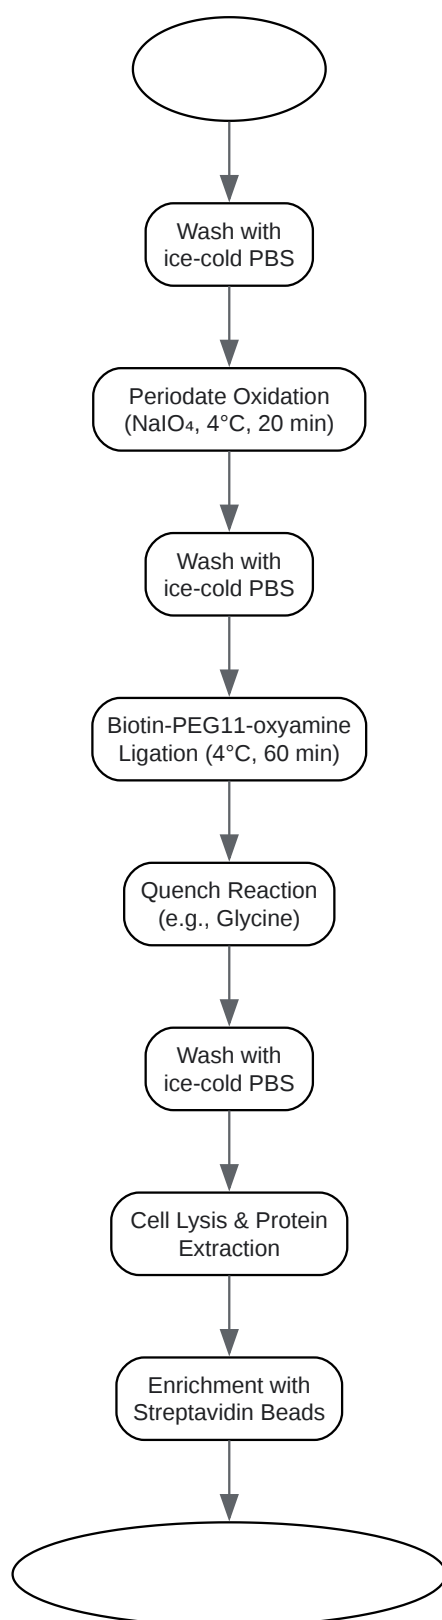 Wash with
ice-cold PBS
Periodate Oxidation
(NaIO₄, 4°C, 20 min)
Wash with
ice-cold PBS
Biotin-PEG11-oxyamine
Ligation (4°C, 60 min)
Quench Reaction
(e.g., Glycine)
Wash with
ice-cold PBS
Cell Lysis & Protein
Extraction
Enrichment with
Streptavidin Beads